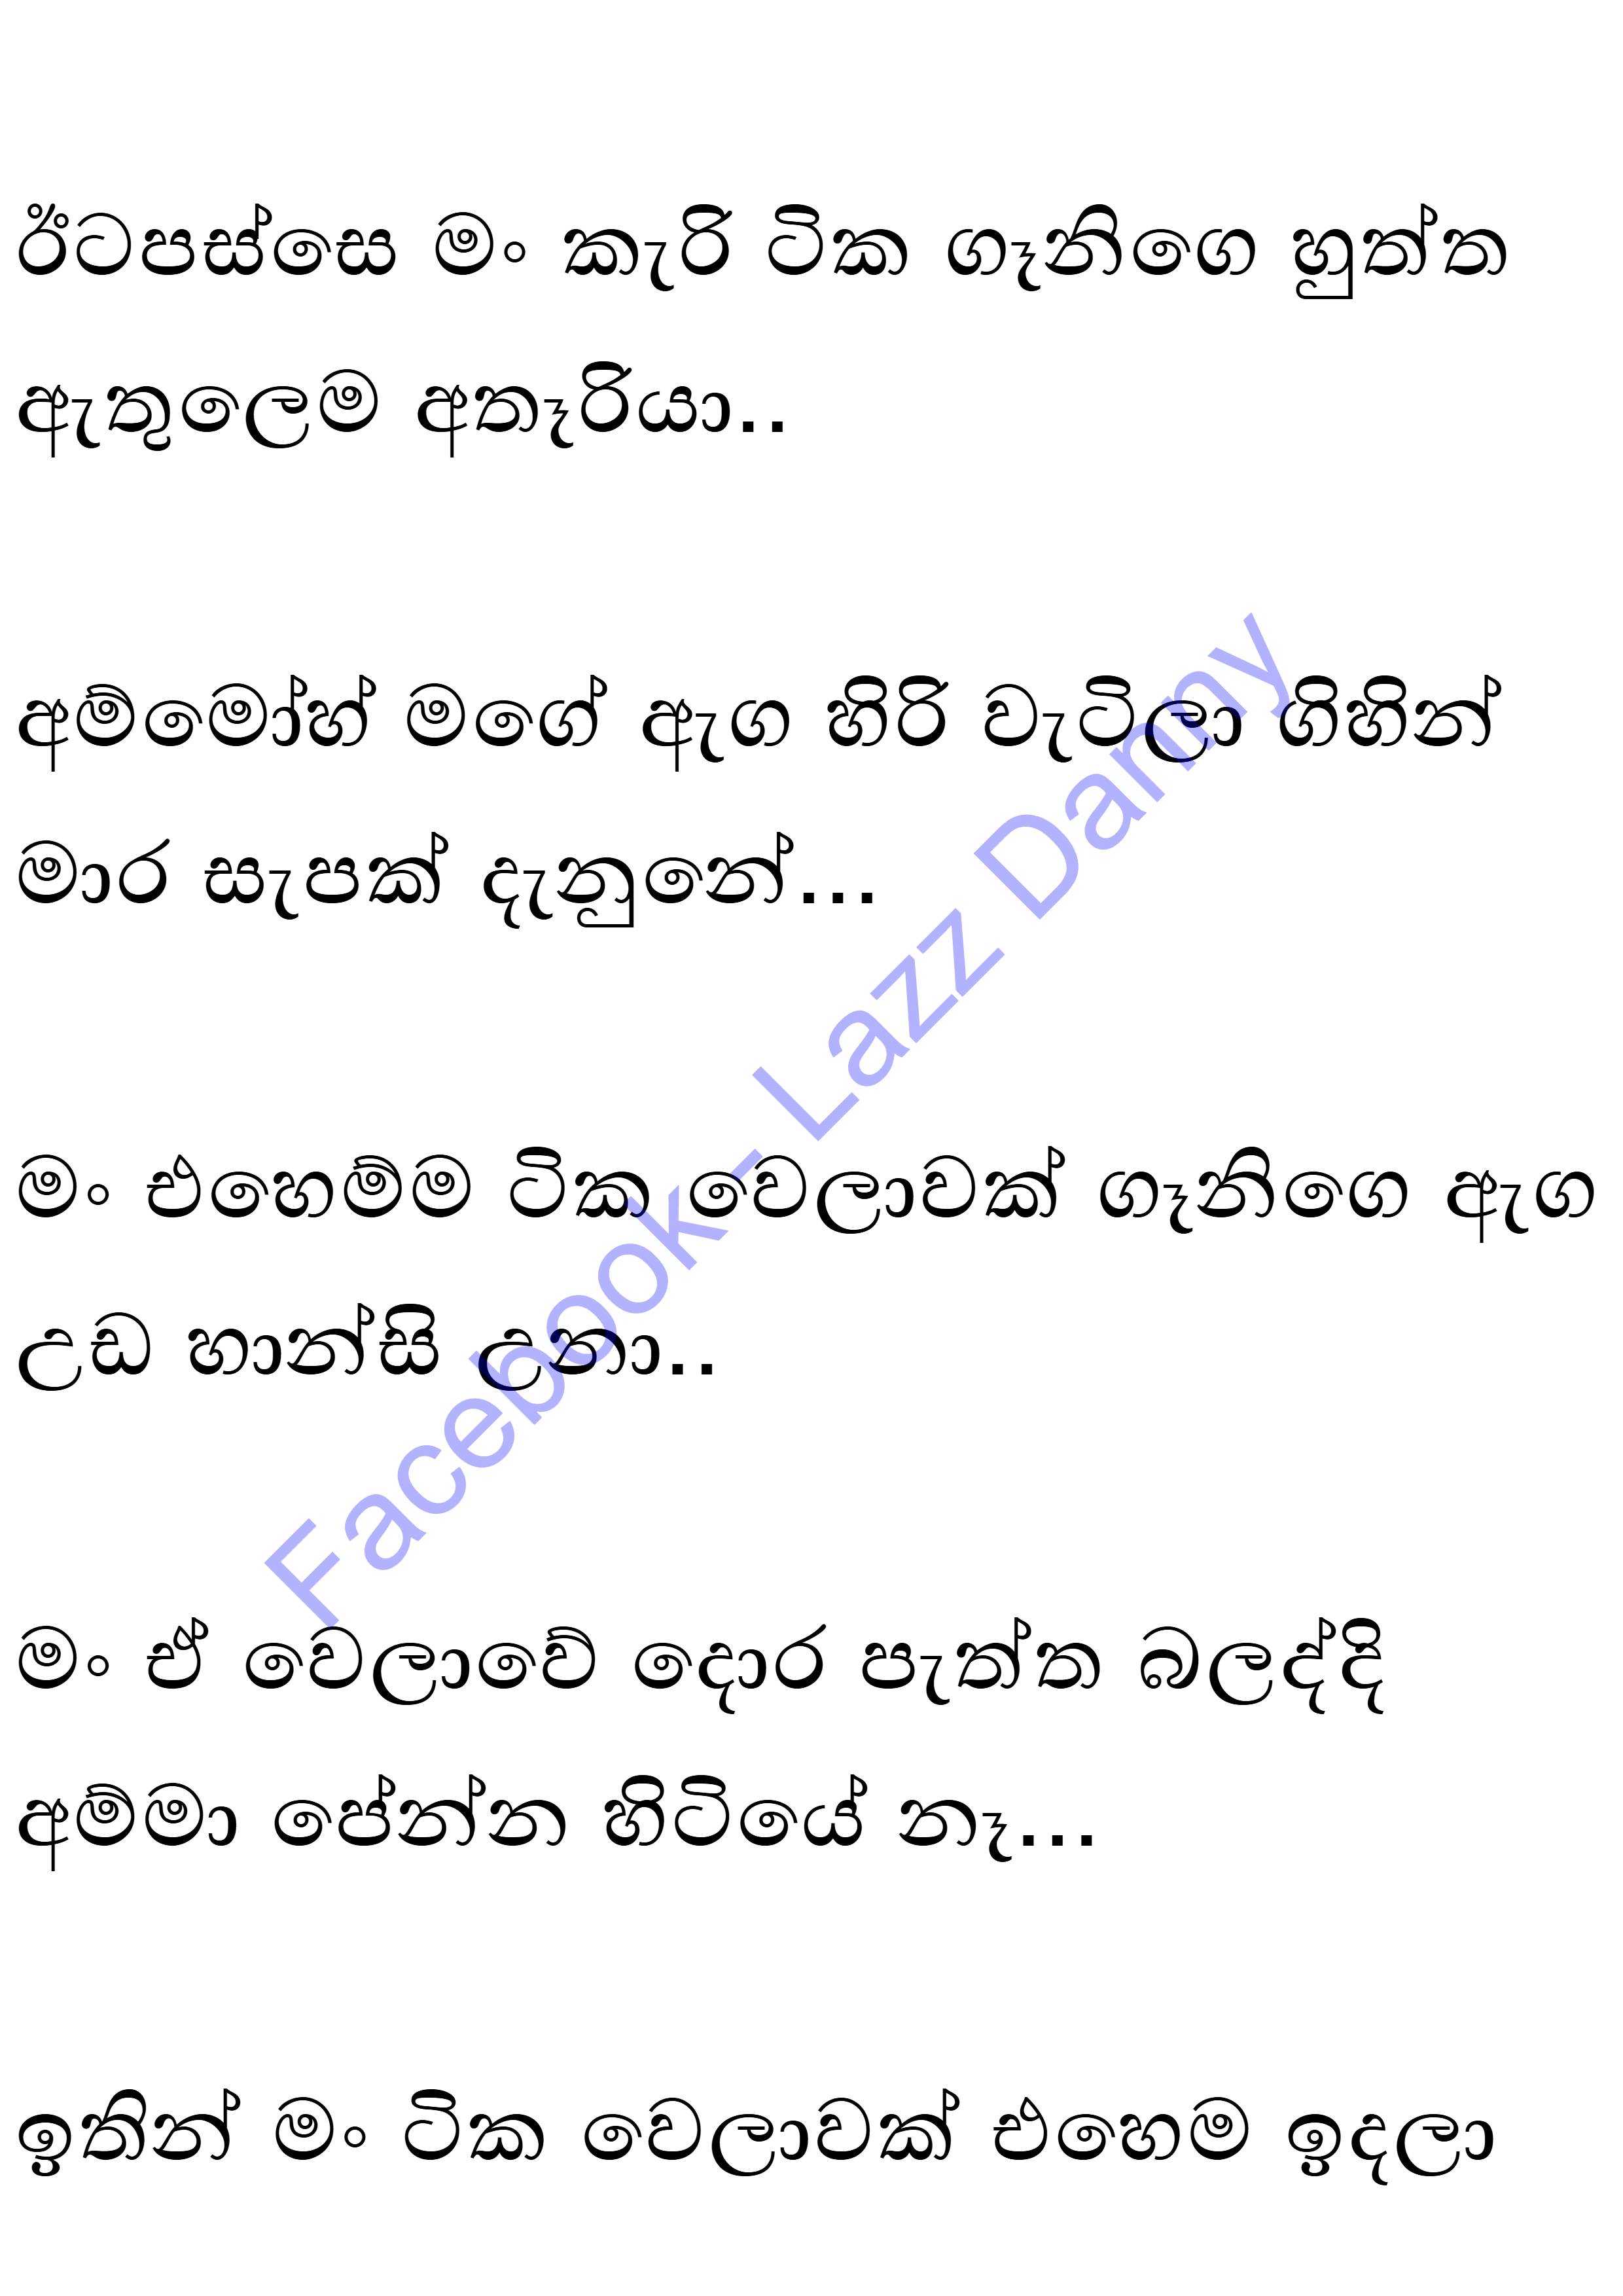 ඊටපස්සෙ මං කැරි ටික ගෑනිගෙ හුත්ත
ඇතුලෙම අතෑරියා..
අම්මෝහ් මගේ ඇග හිරි වැටිලා ගිහින්
මාර සැපක් දැනුනේ...
මං එහෙම්ම ටික වෙලාවක් ගෑනිගෙ ඇග
උඩ හාන්සි උනා..
මං ඒ වෙලාවේ දොර පැත්ත බලද්දි
අම්මා පේන්න හිටියේ නෑ...
ඉතින් මං ටික වෙලාවක් එහෙම ඉදලා
Facebook - Lazz Danny